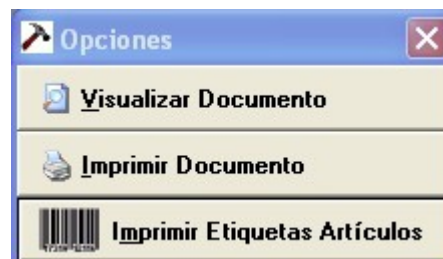 Opciones
Visualizar Documento
Imprimir Documento
Imprimir Etiquetas Artículos